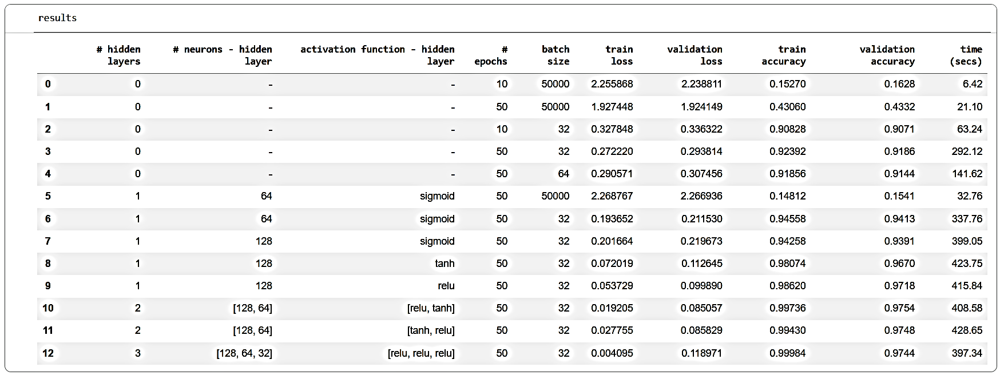 results
# hidden layers # neurons - hidden layer activation function - hidden layer # epochs batch size train loss validation loss train accuracy validation accuracy time (secs)
0 0 - - 10 50000 2.255868 2.238811 0.15270 0.1628 6.42
1 0 - - 50 50000 1.927448 1.924149 0.43060 0.4332 21.10
2 0 - - 10 32 0.327848 0.336322 0.90828 0.9071 63.24
3 0 - - 50 32 0.272220 0.293814 0.92392 0.9186 292.12
4 0 - - 50 64 0.290571 0.307456 0.91856 0.9144 141.62
5 1 64 sigmoid 50 50000 2.268767 2.266936 0.14812 0.1541 32.76
6 1 64 sigmoid 50 32 0.193652 0.211530 0.94558 0.9413 337.76
7 1 128 sigmoid 50 32 0.201664 0.219673 0.94258 0.9391 399.05
8 1 128 tanh 50 32 0.072019 0.112645 0.98074 0.9670 423.75
9 1 128 relu 50 32 0.053729 0.099890 0.98620 0.9718 415.84
10 2 [128, 64] [relu, tanh] 50 32 0.019205 0.085057 0.99736 0.9754 408.58
11 2 [128, 64] [tanh, relu] 50 32 0.027755 0.085829 0.99430 0.9748 428.65
12 3 [128, 64, 32] [relu, relu, relu] 50 32 0.004095 0.118971 0.99984 0.9744 397.34